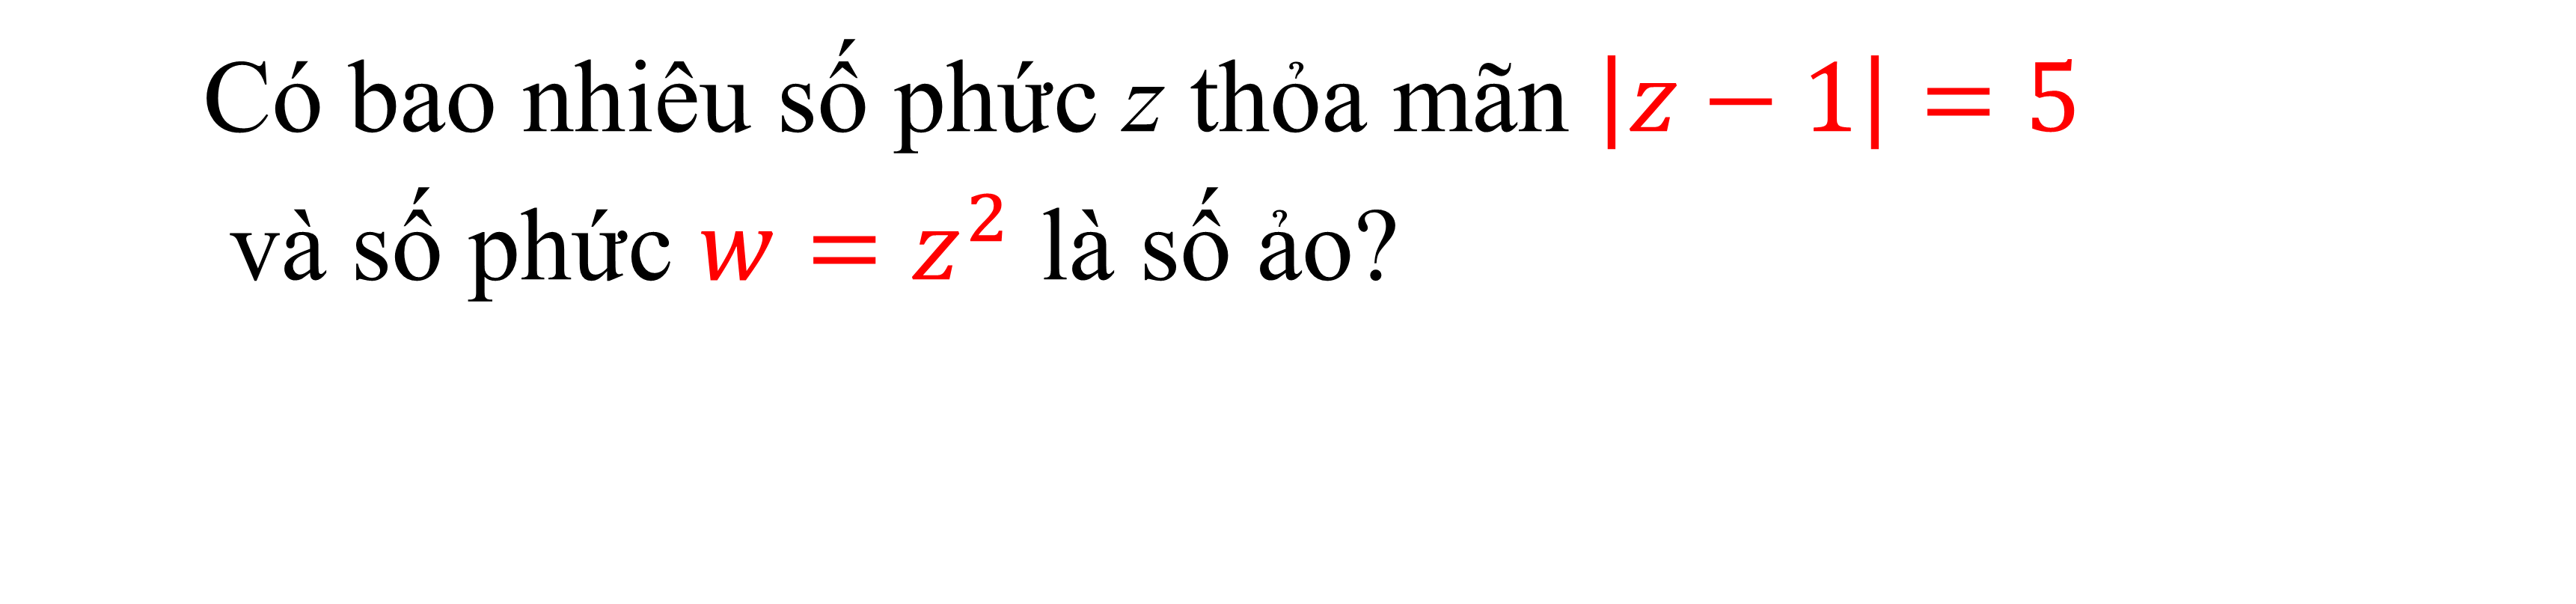 Có bao nhiêu số phức z thỏa mãn |z − 1| = 5
và số phức w = z² là số ảo?